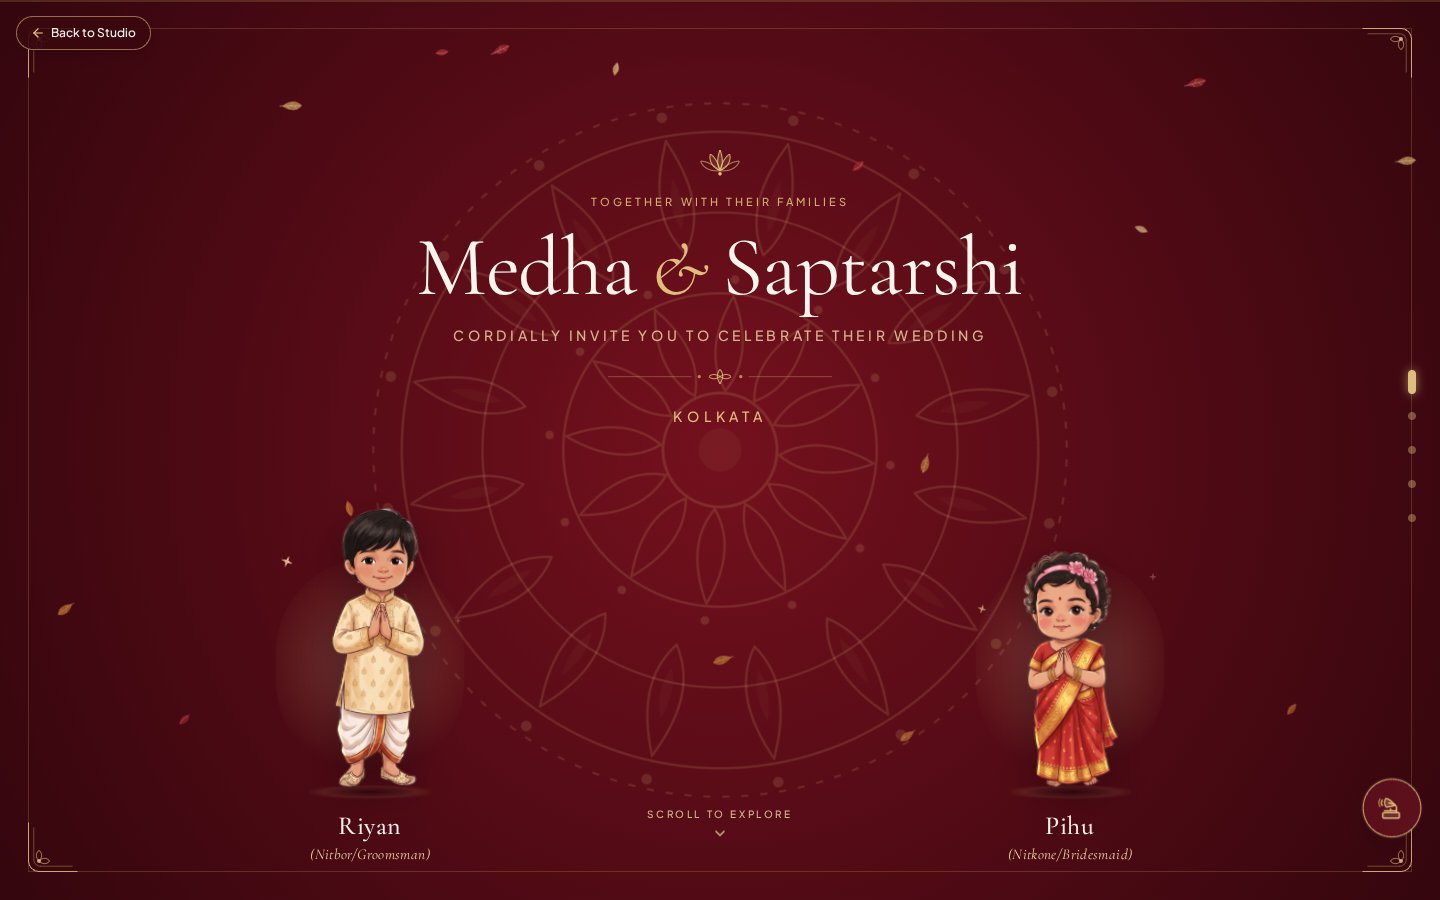 Back to Studio
TOGETHER WITH THEIR FAMILIES
Medha & Saptarshi
CORDIALLY INVITE YOU TO CELEBRATE THEIR WEDDING
KOLKATA
SCROLL TO EXPLORE
Riyan
(Nitbor/Groomsman)
Pihu
(Nitkone/Bridesmaid)